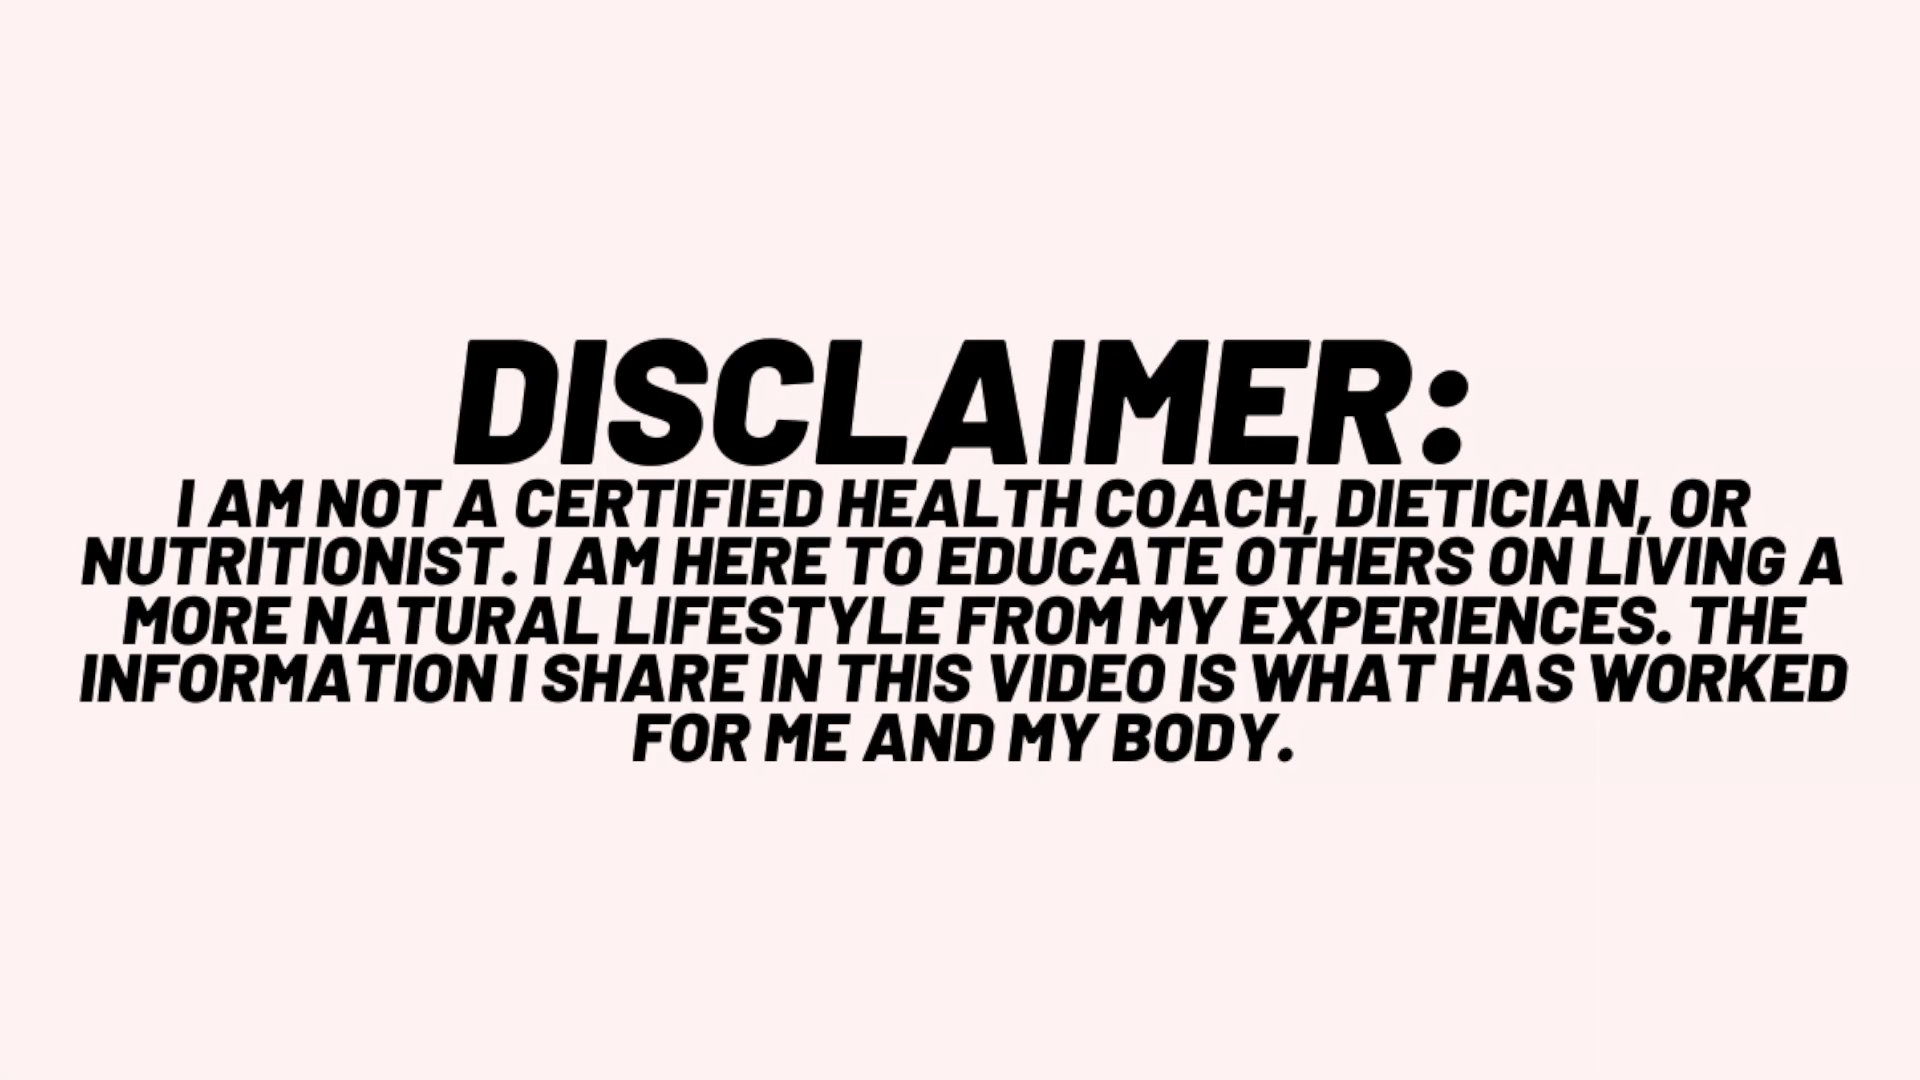 DISCLAIMER:
I AM NOT A CERTIFIED HEALTH COACH, DIETICIAN, OR
NUTRITIONIST. I AM HERE TO EDUCATE OTHERS ON LIVING A
MORE NATURAL LIFESTYLE FROM MY EXPERIENCES. THE
INFORMATION I SHARE IN THIS VIDEO IS WHAT HAS WORKED
FOR ME AND MY BODY.